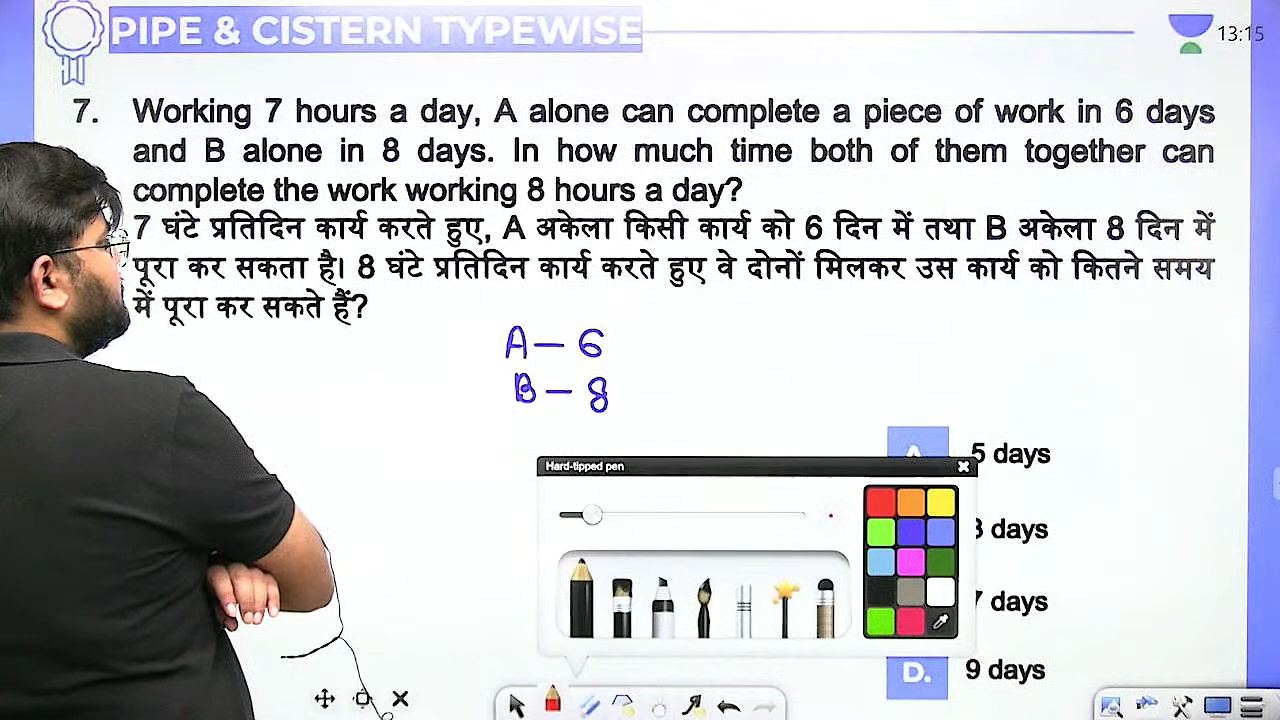 PIPE & CISTERN TYPEWISE
13:15
7. Working 7 hours a day, A alone can complete a piece of work in 6 days
and B alone in 8 days. In how much time both of them together can
complete the work working 8 hours a day?
7 घंटे प्रतिदिन कार्य करते हुए, A अकेला किसी कार्य को 6 दिन में तथा B अकेला 8 दिन में
पूरा कर सकता है। 8 घंटे प्रतिदिन कार्य करते हुए वे दोनों मिलकर उस कार्य को कितने समय
में पूरा कर सकते हैं?
A – 6
B – 8
5 days
Hard-tipped pen
days
days
D. 9 days